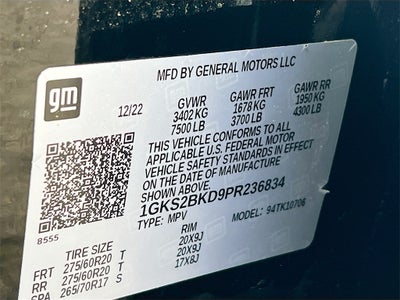 gm
MFD BY GENERAL MOTORS LLC
12/22
GVWR GAWR FRT GAWR RR
3402 KG 1678 KG 1950 KG
7500 LB 3700 LB 4300 LB
THIS VEHICLE CONFORMS TO ALL
APPLICABLE U.S. FEDERAL MOTOR
VEHICLE SAFETY STANDARDS IN EFFECT
ON THE DATE OF MANUFACTURE
SHOWN ABOVE.
1GKS2BKD9PR236834
TYPE: MPV MODEL: 94TK10706
8555
TIRE SIZE RIM
FRT 275/60R20 T 20X9J
RR 275/60R20 T 20X9J
SPA 265/70R17 S 17X8J